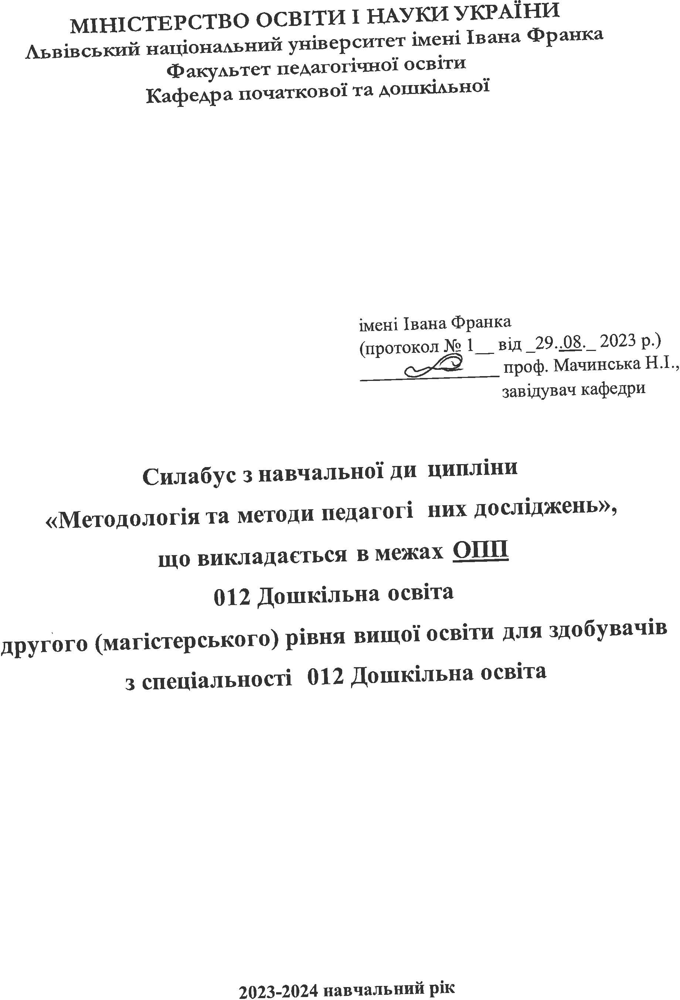 МІНІСТЕРСТВО ОСВІТИ І НАУКИ УКРАЇНИ
Львівський національний університет імені Івана Франка
Факультет педагогічної освіти
Кафедра початкової та дошкільної
імені Івана Франка
(протокол № 1__ від _29..08._ 2023 р.)
_______________ проф. Мачинська Н.І.,
завідувач кафедри
Силабус з навчальної ди ципліни
«Методологія та методи педагогі них досліджень»,
що викладається в межах ОПП
012 Дошкільна освіта
другого (магістерського) рівня вищої освіти для здобувачів
з спеціальності 012 Дошкільна освіта
2023-2024 навчальний рік